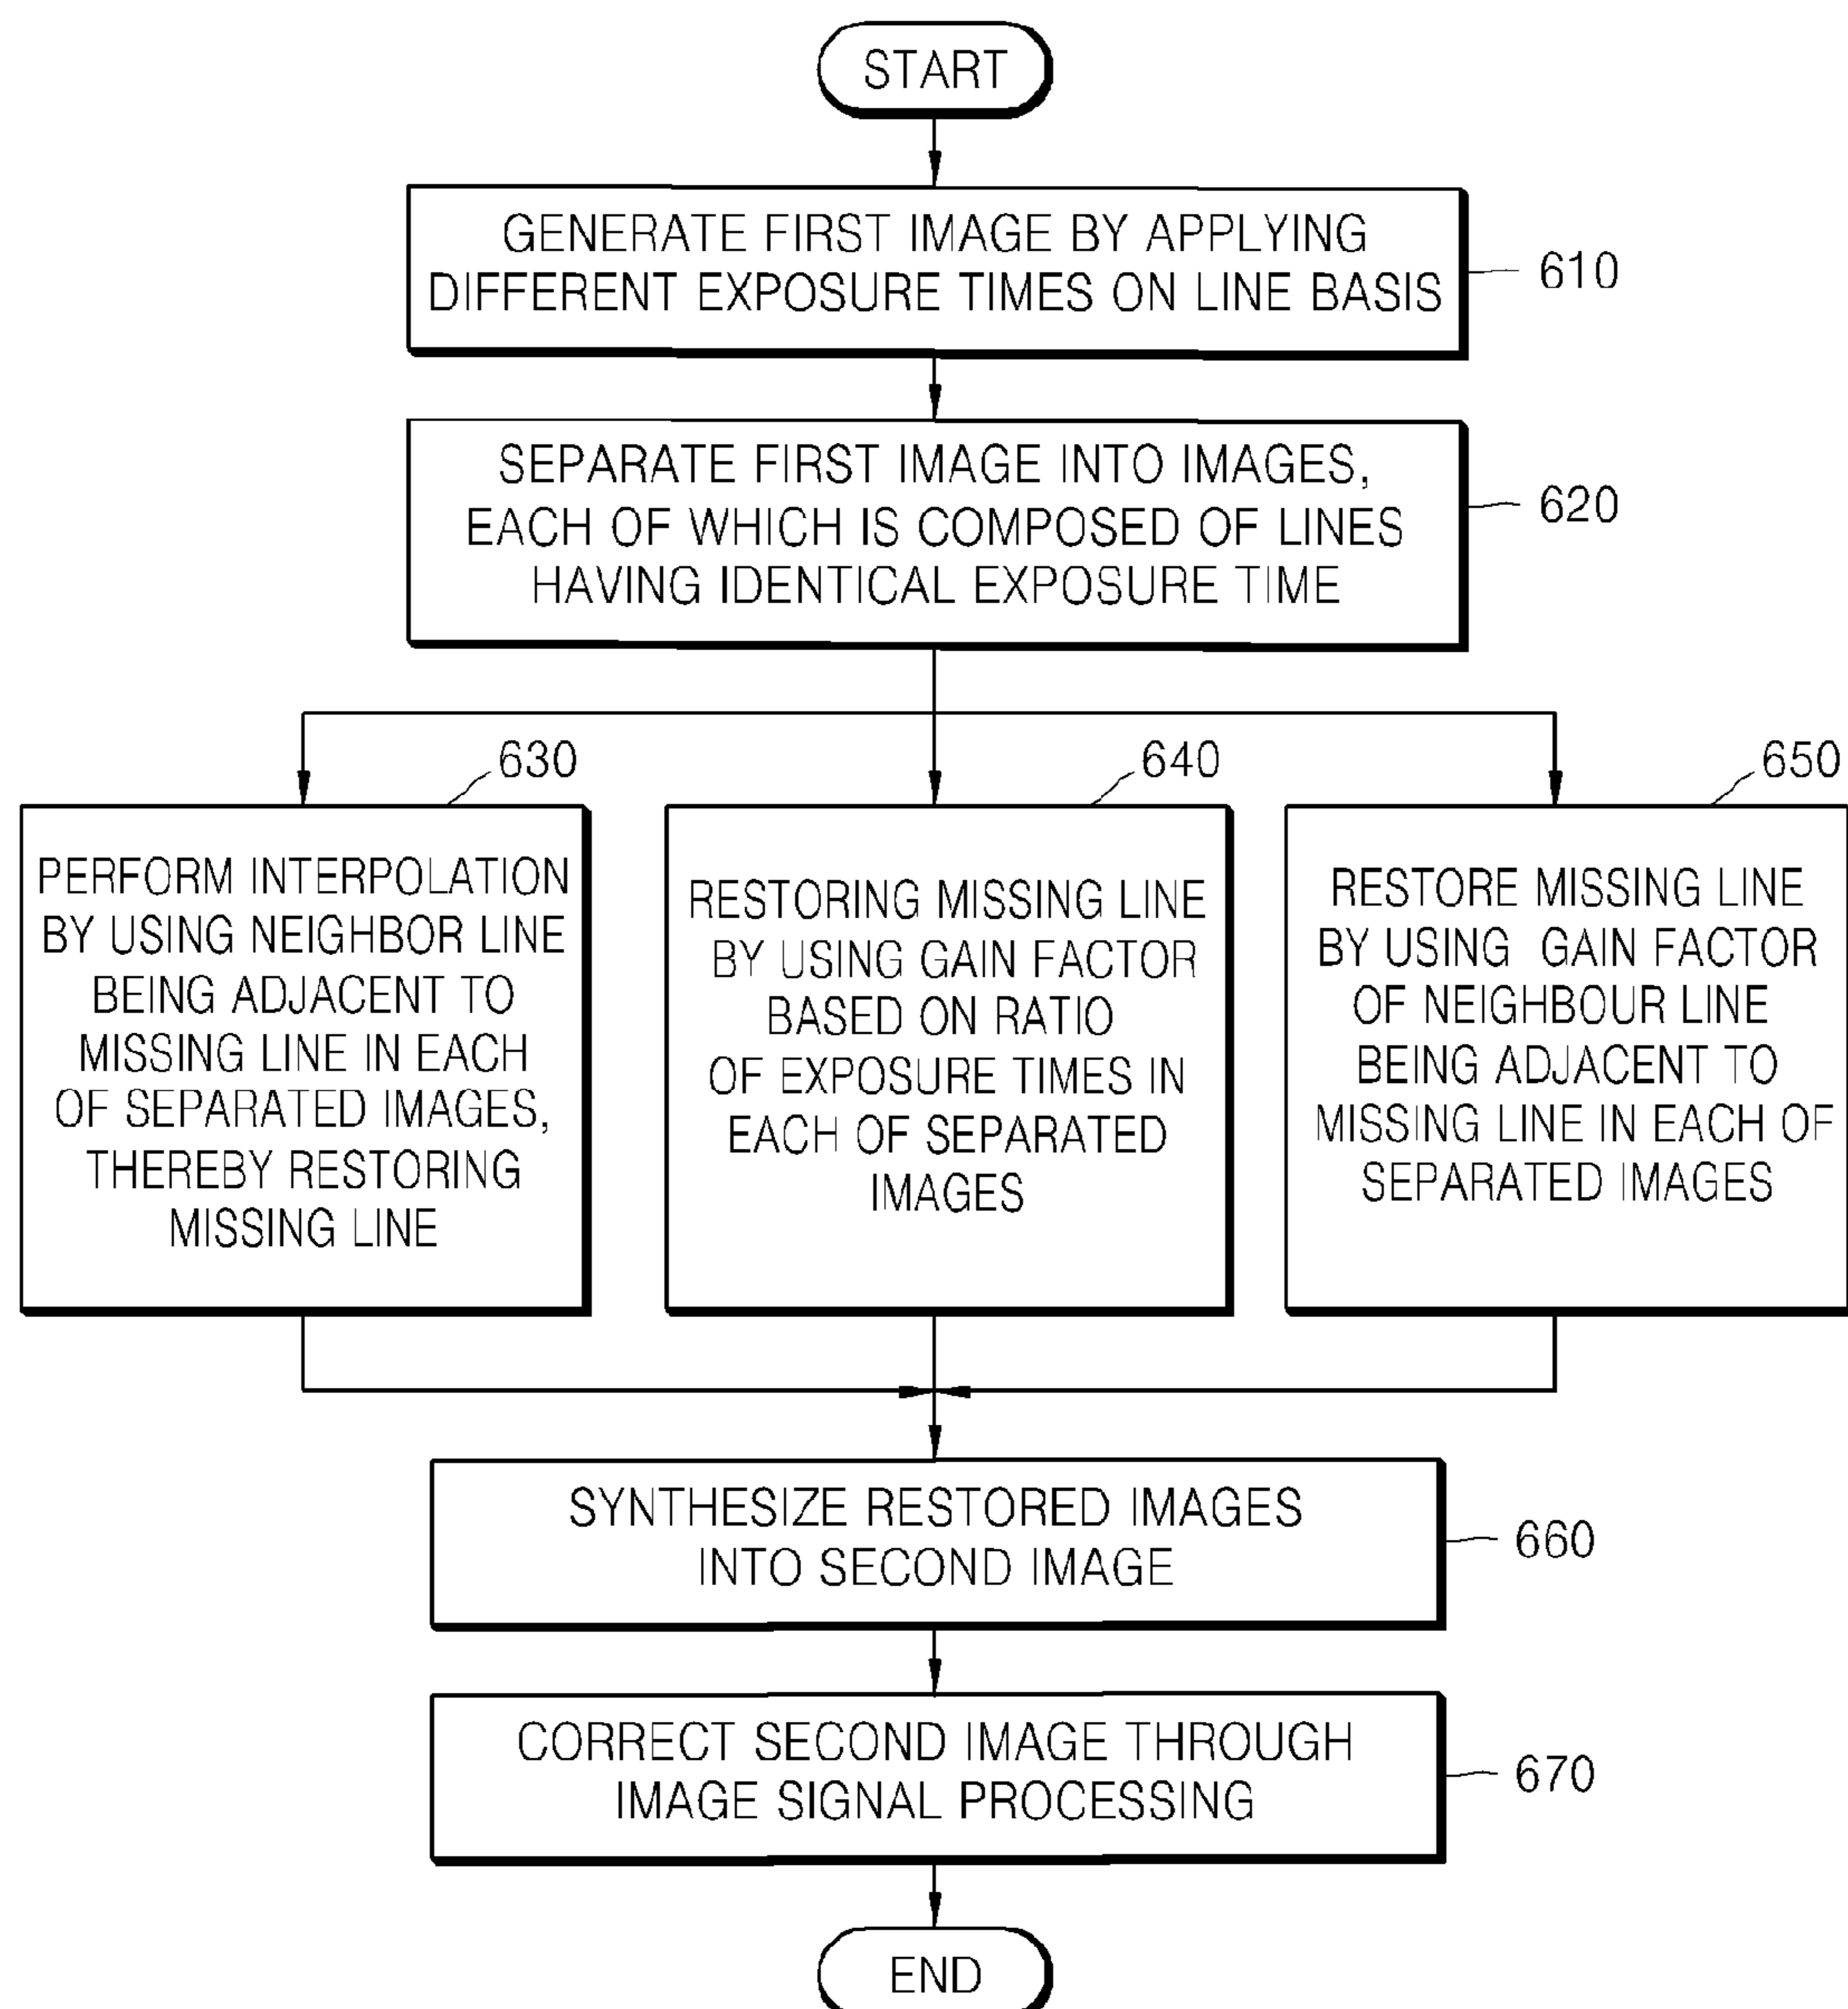 START
GENERATE FIRST IMAGE BY APPLYING
DIFFERENT EXPOSURE TIMES ON LINE BASIS
610
SEPARATE FIRST IMAGE INTO IMAGES,
EACH OF WHICH IS COMPOSED OF LINES
HAVING IDENTICAL EXPOSURE TIME
620
630
PERFORM INTERPOLATION
BY USING NEIGHBOR LINE
BEING ADJACENT TO
MISSING LINE IN EACH
OF SEPARATED IMAGES,
THEREBY RESTORING
MISSING LINE
640
RESTORING MISSING LINE
BY USING GAIN FACTOR
BASED ON RATIO
OF EXPOSURE TIMES IN
EACH OF SEPARATED
IMAGES
650
RESTORE MISSING LINE
BY USING GAIN FACTOR
OF NEIGHBOUR LINE
BEING ADJACENT TO
MISSING LINE IN EACH OF
SEPARATED IMAGES
SYNTHESIZE RESTORED IMAGES
INTO SECOND IMAGE
660
CORRECT SECOND IMAGE THROUGH
IMAGE SIGNAL PROCESSING
670
END